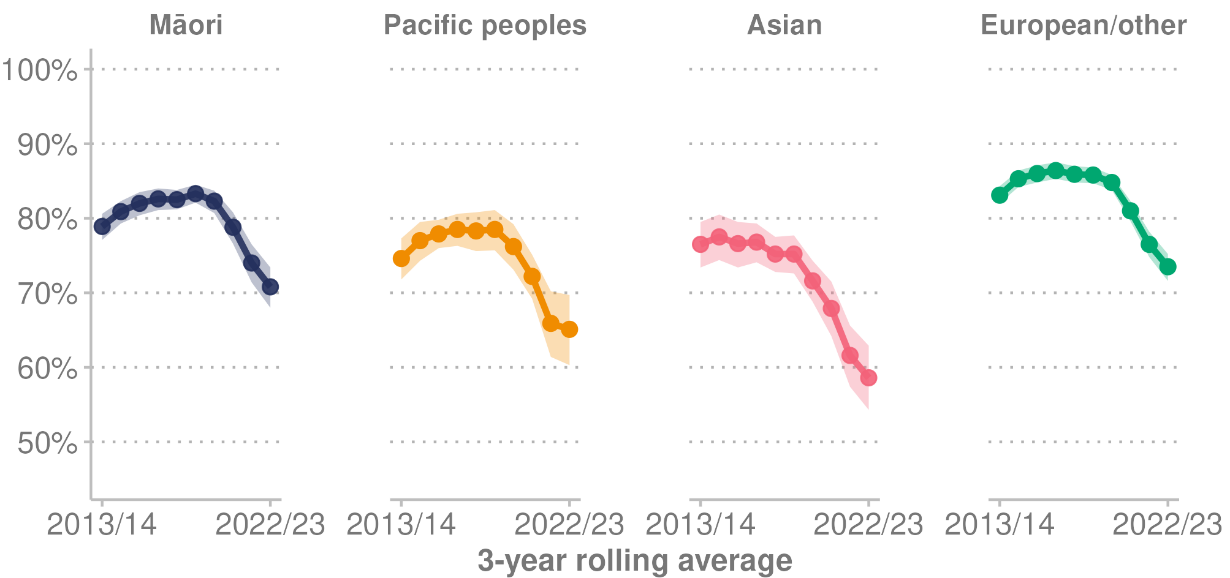 Māori Pacific peoples Asian European/other
100%
90%
80%
70%
60%
50%
2013/14 2022/23 2013/14 2022/23 2013/14 2022/23 2013/14 2022/23
3-year rolling average